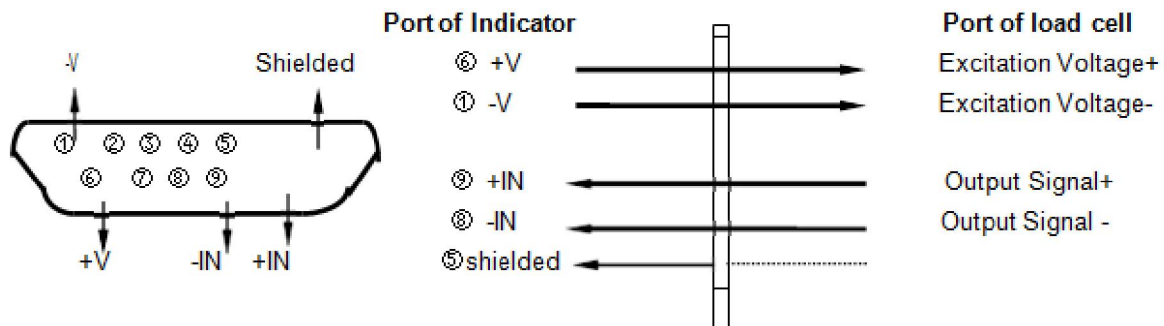 Port of Indicator
Port of load cell
-V
Shielded
⑥ +V
Excitation Voltage+
① -V
Excitation Voltage-
① ② ③ ④ ⑤
⑥ ⑦ ⑧ ⑨
⑨ +IN
Output Signal+
⑧ -IN
Output Signal -
+V
-IN
+IN
⑤shielded